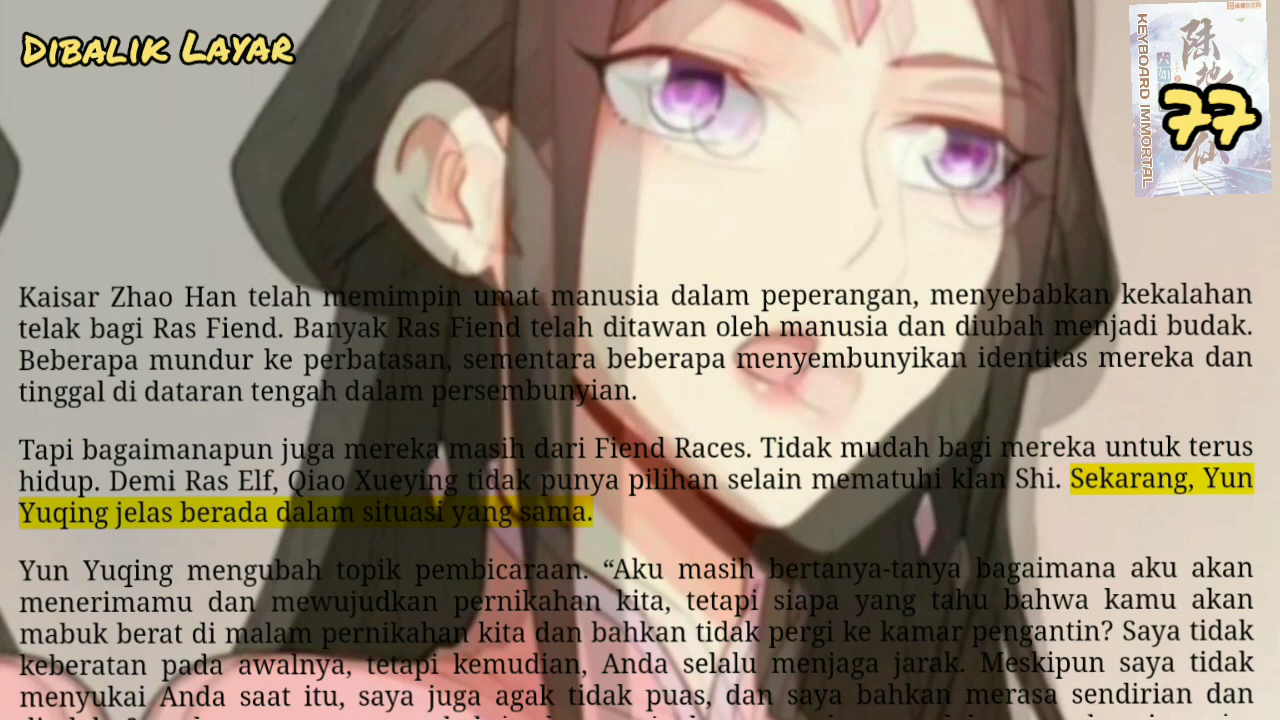 Dibalik Layar
KEYBOARD IMMORTAL
陆地
仙
77
Kaisar Zhao Han telah memimpin umat manusia dalam peperangan, menyebabkan kekalahan
telak bagi Ras Fiend. Banyak Ras Fiend telah ditawan oleh manusia dan diubah menjadi budak.
Beberapa mundur ke perbatasan, sementara beberapa menyembunyikan identitas mereka dan
tinggal di dataran tengah dalam persembunyian.
Tapi bagaimanapun juga mereka masih dari Fiend Races. Tidak mudah bagi mereka untuk terus
hidup. Demi Ras Elf, Qiao Xueying tidak punya pilihan selain mematuhi klan Shi. Sekarang, Yun
Yuqing jelas berada dalam situasi yang sama.
Yun Yuqing mengubah topik pembicaraan. “Aku masih bertanya-tanya bagaimana aku akan
menerimamu dan mewujudkan pernikahan kita, tetapi siapa yang tahu bahwa kamu akan
mabuk berat di malam pernikahan kita dan bahkan tidak pergi ke kamar pengantin? Saya tidak
keberatan pada awalnya, tetapi kemudian, Anda selalu menjaga jarak. Meskipun saya tidak
menyukai Anda saat itu, saya juga agak tidak puas, dan saya bahkan merasa sendirian dan